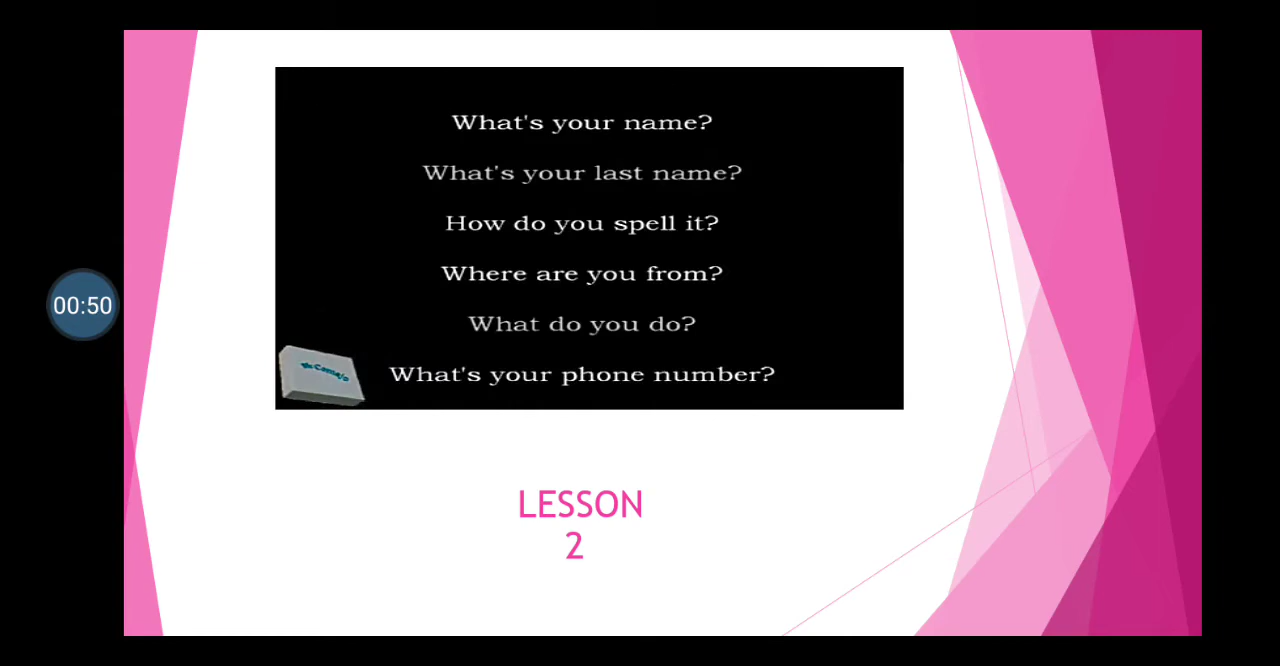 What's your name?
What's your last name?
How do you spell it?
Where are you from?
What do you do?
What's your phone number?
00:50
LESSON
2